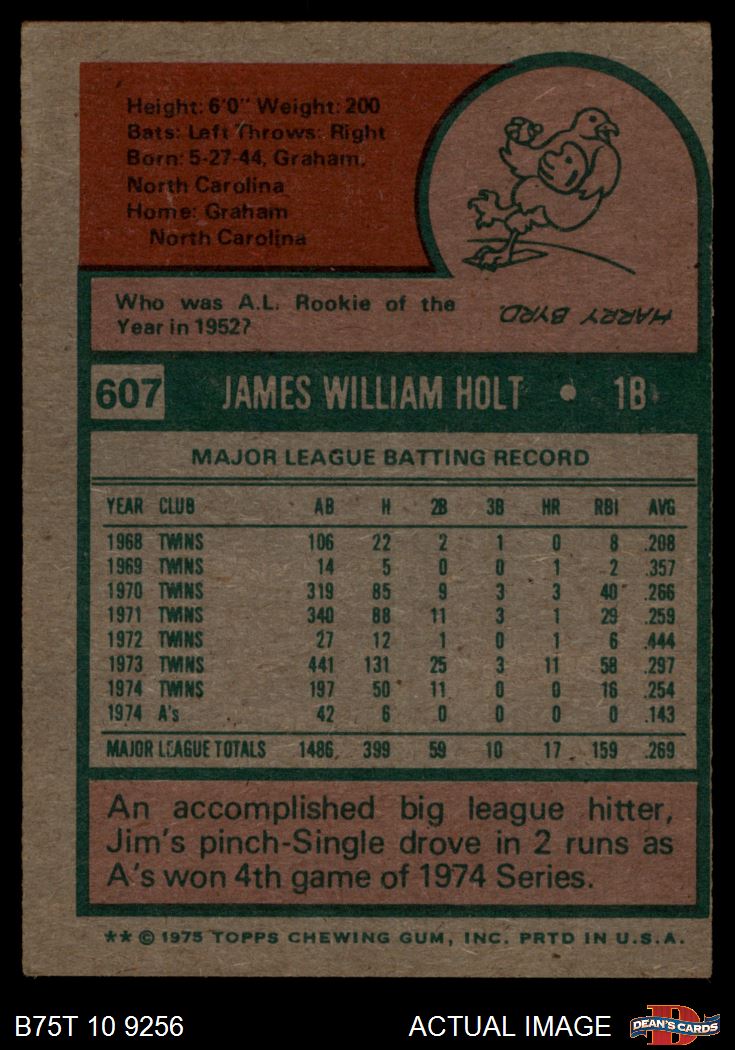 Height: 6'0" Weight: 200
Bats: Left Throws: Right
Born: 5-27-44, Graham,
North Carolina
Home: Graham
North Carolina
Who was A.L. Rookie of the
Year in 1952?
HARRY BYRD.
607 JAMES WILLIAM HOLT • 1B
MAJOR LEAGUE BATTING RECORD
YEAR CLUB AB H 2B 3B HR RBI AVG
1968 TWINS 106 22 2 1 0 8 .208
1969 TWINS 14 5 0 0 1 2 .357
1970 TWINS 319 85 9 3 3 40 .266
1971 TWINS 340 88 11 3 1 29 .259
1972 TWINS 27 12 1 0 1 6 .444
1973 TWINS 441 131 25 3 11 58 .297
1974 TWINS 197 50 11 0 0 16 .254
1974 A's 42 6 0 0 0 0 .143
MAJOR LEAGUE TOTALS 1486 399 59 10 17 159 .269
An accomplished big league hitter,
Jim's pinch-Single drove in 2 runs as
A's won 4th game of 1974 Series.
** © 1975 TOPPS CHEWING GUM, INC. PRTD IN U.S.A.
B75T 10 9256 ACTUAL IMAGE
D
DEAN'S CARDS